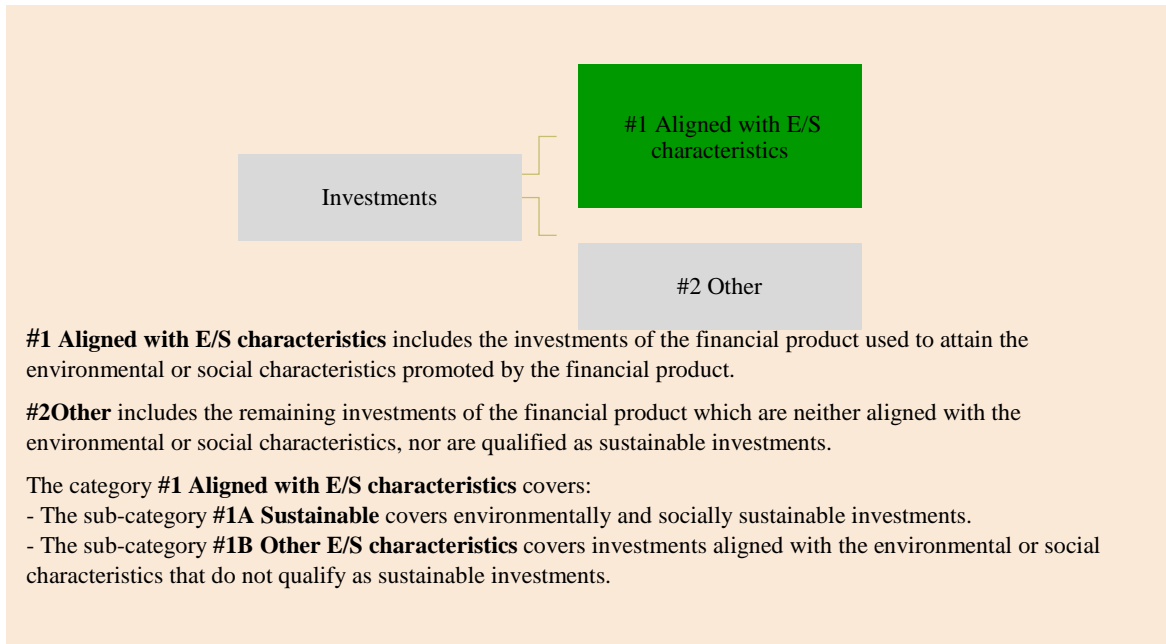 #1 Aligned with E/S
characteristics
Investments
#2 Other
#1 Aligned with E/S characteristics includes the investments of the financial product used to attain the
environmental or social characteristics promoted by the financial product.
#2Other includes the remaining investments of the financial product which are neither aligned with the
environmental or social characteristics, nor are qualified as sustainable investments.
The category #1 Aligned with E/S characteristics covers:
- The sub-category #1A Sustainable covers environmentally and socially sustainable investments.
- The sub-category #1B Other E/S characteristics covers investments aligned with the environmental or social
characteristics that do not qualify as sustainable investments.